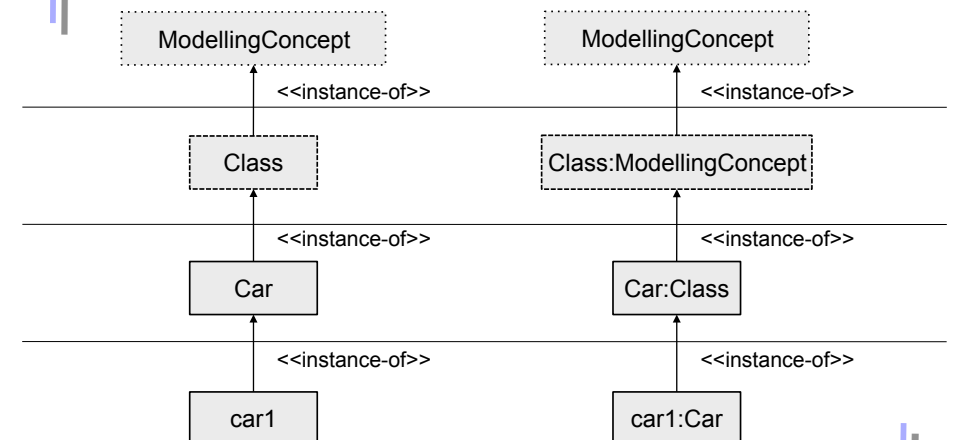 ModellingConcept
ModellingConcept
<<instance-of>>
<<instance-of>>
Class
Class:ModellingConcept
<<instance-of>>
<<instance-of>>
Car
Car:Class
<<instance-of>>
<<instance-of>>
car1
car1:Car